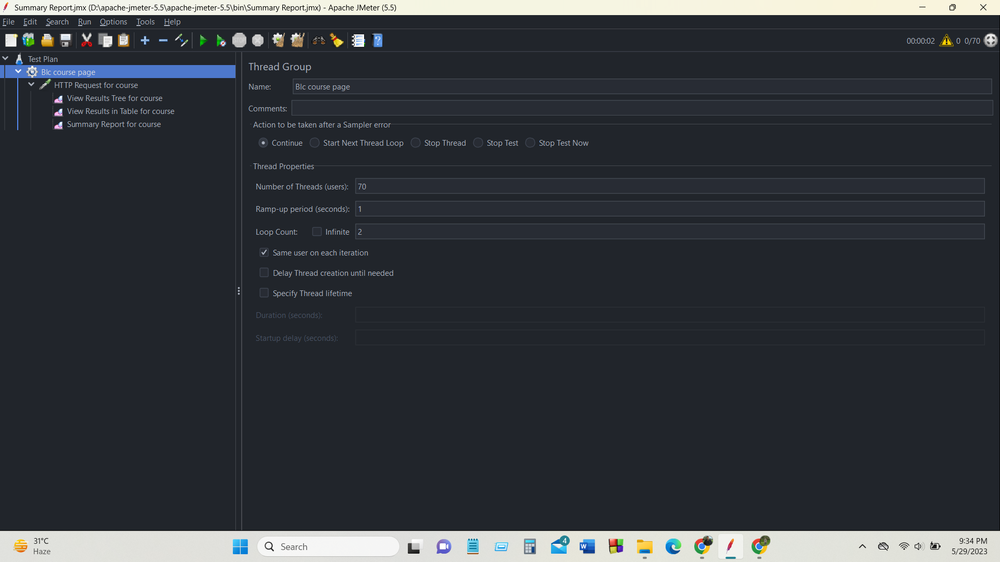 Summary Report.jmx (D:\apache-jmeter-5.5\apache-jmeter-5.5\bin\Summary Report.jmx) - Apache JMeter (5.5)
File Edit Search Run Options Tools Help
STOP
00:00:02 0 0/70
Test Plan
Blc course page
HTTP Request for course
View Results Tree for course
View Results in Table for course
Summary Report for course
Thread Group
Name: Blc course page
Comments:
Action to be taken after a Sampler error
Continue Start Next Thread Loop Stop Thread Stop Test Stop Test Now
Thread Properties
Number of Threads (users): 70
Ramp-up period (seconds): 1
Loop Count: Infinite 2
Same user on each iteration
Delay Thread creation until needed
Specify Thread lifetime
Duration (seconds):
Startup delay (seconds):
31°C
Haze
Search
4
W
9:34 PM
5/29/2023